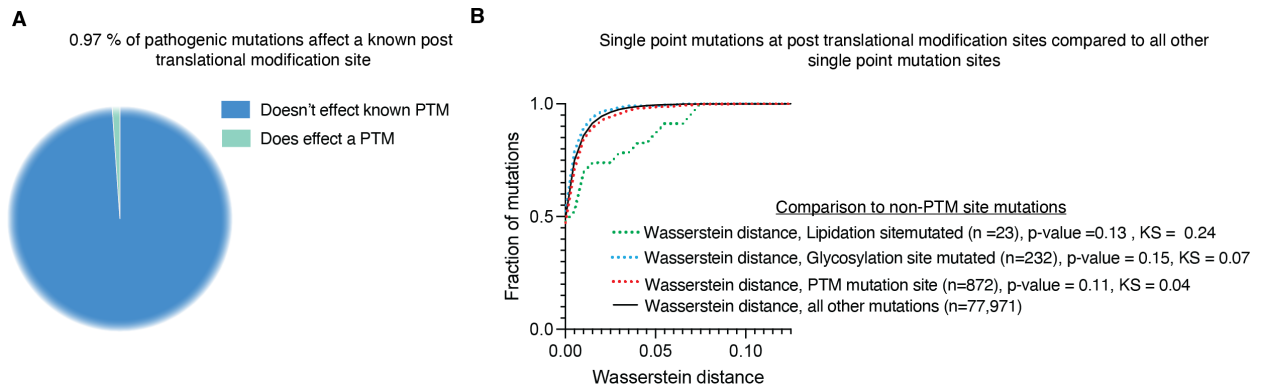 A
0.97 % of pathogenic mutations affect a known post
translational modification site
Doesn't effect known PTM
Does effect a PTM
B
Single point mutations at post translational modification sites compared to all other
single point mutation sites
Fraction of mutations
1.0
0.5
0.0
Comparison to non-PTM site mutations
Wasserstein distance, Lipidation sitemutated (n =23), p-value =0.13 , KS = 0.24
Wasserstein distance, Glycosylation site mutated (n=232), p-value = 0.15, KS = 0.07
Wasserstein distance, PTM mutation site (n=872), p-value = 0.11, KS = 0.04
Wasserstein distance, all other mutations (n=77,971)
0.00 0.05 0.10
Wasserstein distance